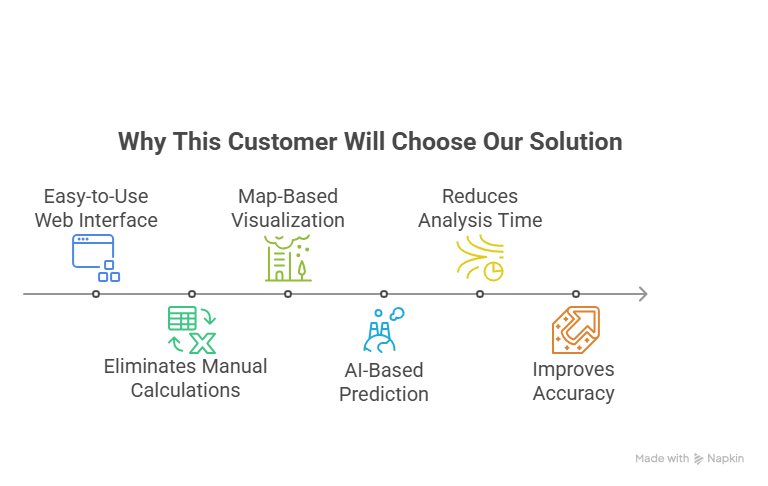 Why This Customer Will Choose Our Solution
Easy-to-Use
Web Interface
Map-Based
Visualization
Reduces
Analysis Time
Eliminates Manual
Calculations
AI-Based
Prediction
Improves
Accuracy
Made with Napkin